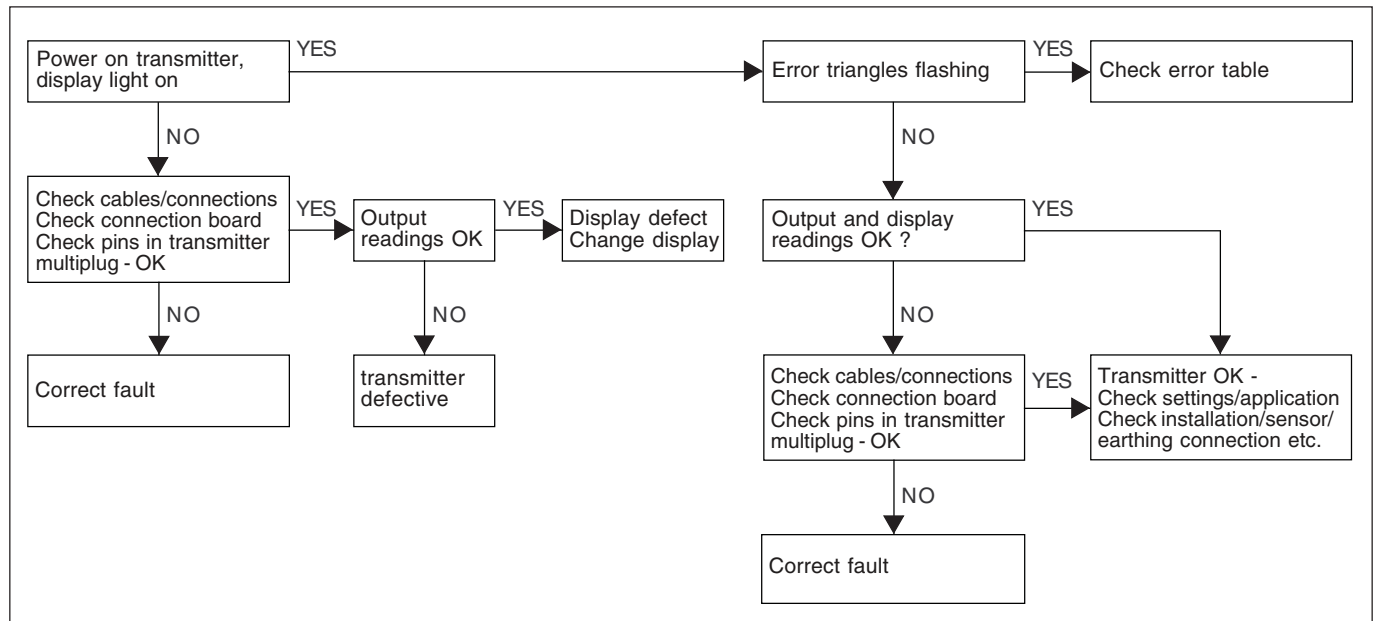 Power on transmitter,
display light on
YES
Error triangles flashing
YES
Check error table
NO
NO
Check cables/connections
Check connection board
Check pins in transmitter
multiplug - OK
YES
Output
readings OK
YES
Display defect
Change display
Output and display
readings OK ?
YES
NO
NO
NO
Correct fault
transmitter
defective
Check cables/connections
Check connection board
Check pins in transmitter
multiplug - OK
YES
Transmitter OK -
Check settings/application
Check installation/sensor/
earthing connection etc.
NO
Correct fault